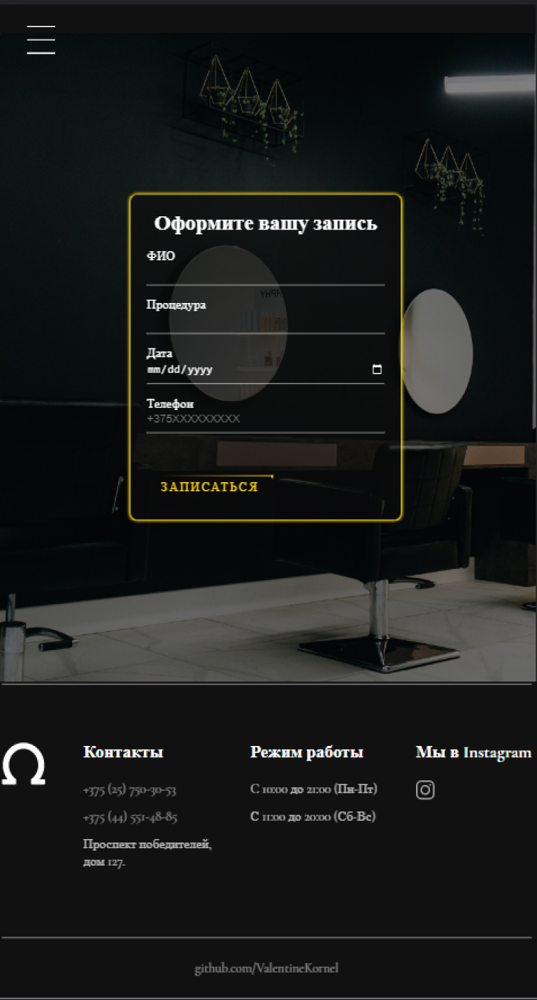 Оформите вашу запись
ФИО
Процедура
Дата
mm/dd/yyyy
Телефон
+375XXXXXXXXX
ЗАПИСАТЬСЯ
Ω
Контакты
+375 (25) 750-30-53
+375 (44) 551-48-85
Проспект победителей,
дом 127.
Режим работы
С 10:00 до 21:00 (Пн-Пт)
С 11:00 до 20:00 (Сб-Вс)
Мы в Instagram
github.com/ValentineKornel